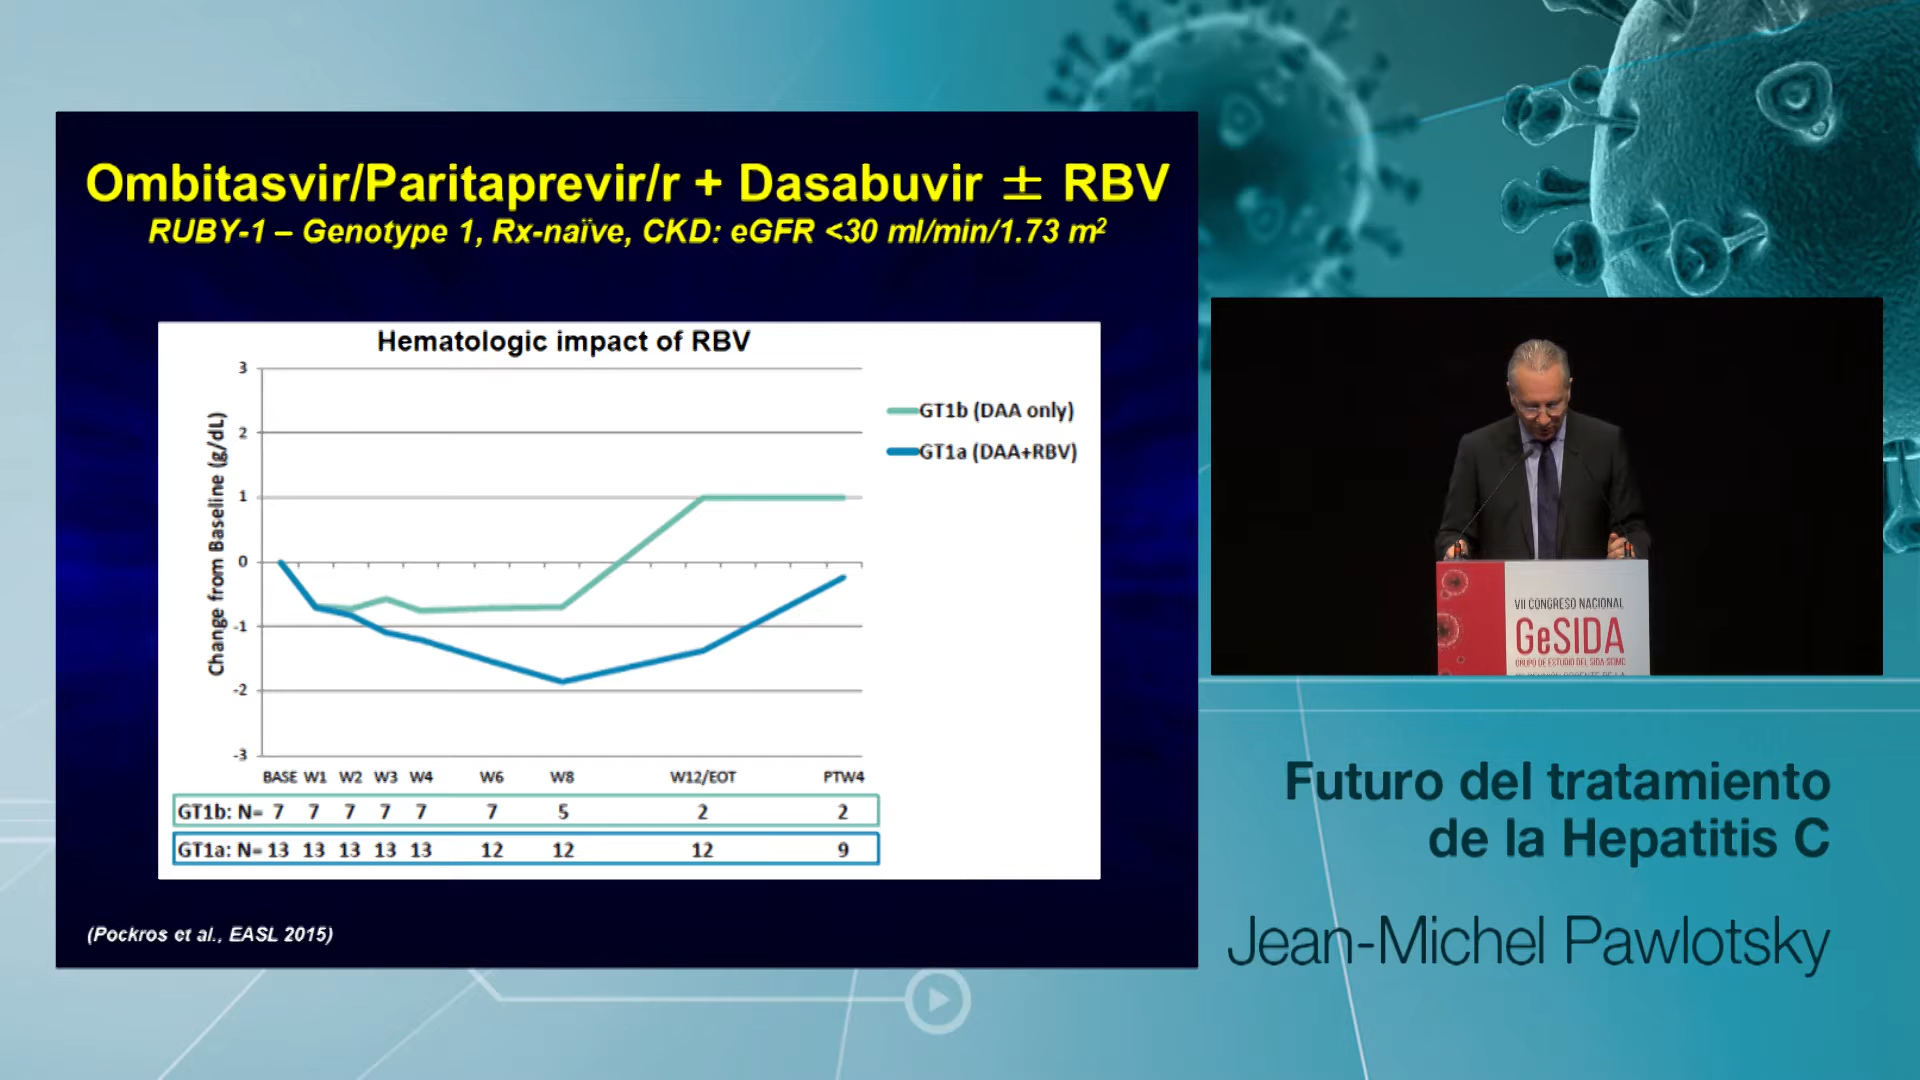 Ombitasvir/Paritaprevir/r + Dasabuvir ± RBV
RUBY-1 – Genotype 1, Rx-naïve, CKD: eGFR <30 ml/min/1.73 m²
Hematologic impact of RBV
Change from Baseline (g/dL)
3
2
1
0
-1
-2
-3
GT1b (DAA only)
GT1a (DAA+RBV)
BASE W1 W2 W3 W4 W6 W8 W12/EOT PTW4
GT1b: N= 7 7 7 7 7 7 5 2 2
GT1a: N= 13 13 13 13 13 12 12 12 9
(Pockros et al., EASL 2015)
VII CONGRESO NACIONAL
GeSIDA
GRUPO DE ESTUDIO DEL SIDA SEIMC
Futuro del tratamiento
de la Hepatitis C
Jean-Michel Pawlotsky